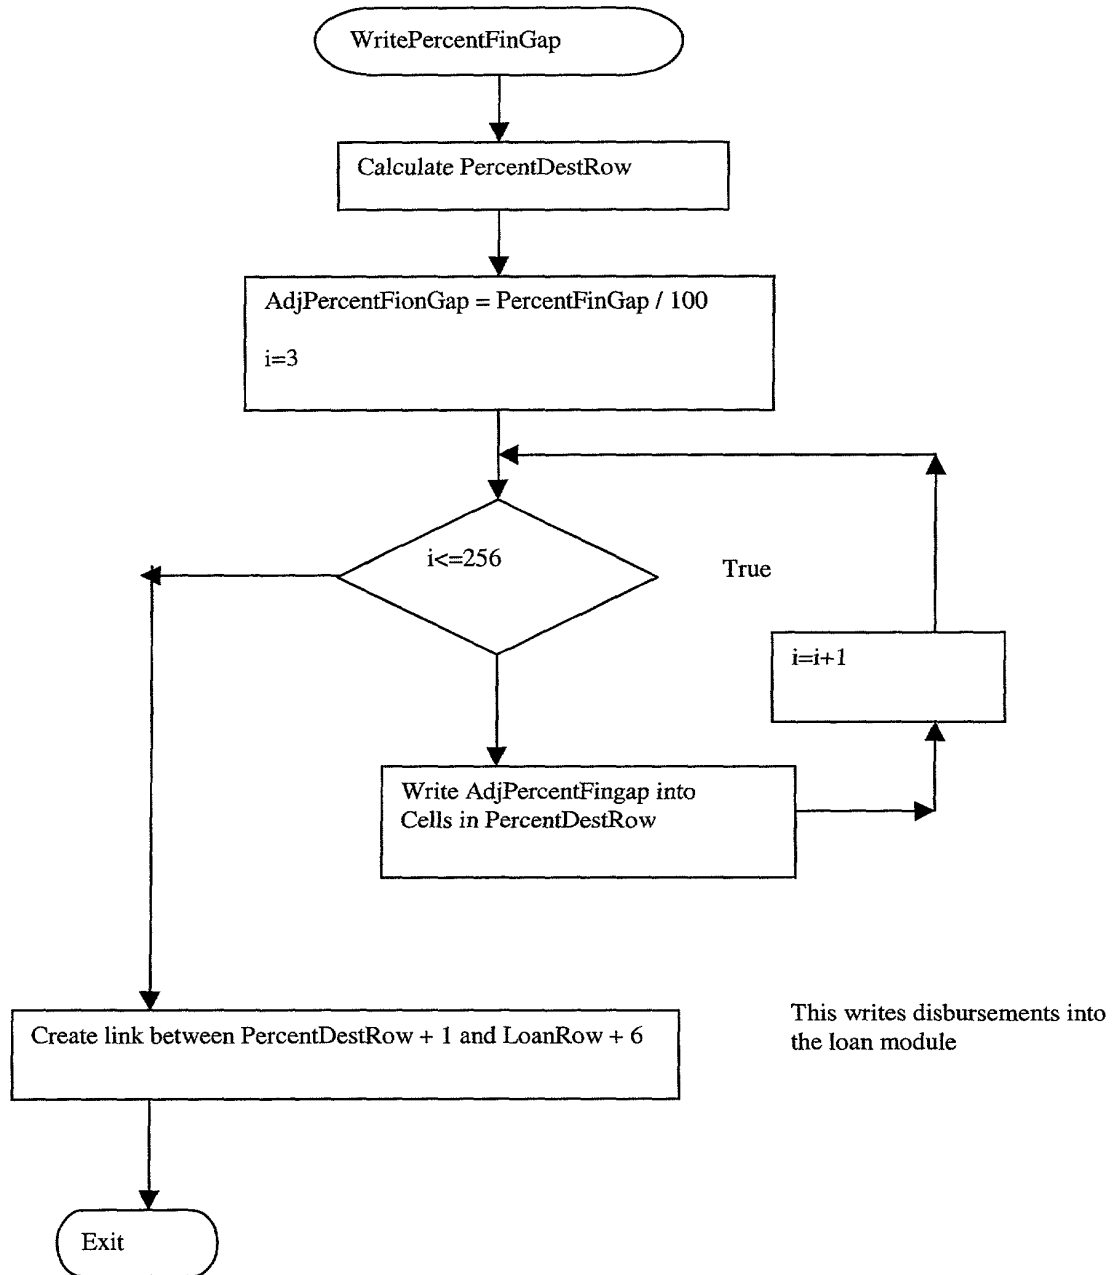 WritePercentFinGap
Calculate PercentDestRow
AdjPercentFionGap = PercentFinGap / 100
i=3
i<=256
True
i=i+1
Write AdjPercentFingap into
Cells in PercentDestRow
Create link between PercentDestRow + 1 and LoanRow + 6
This writes disbursements into
the loan module
Exit